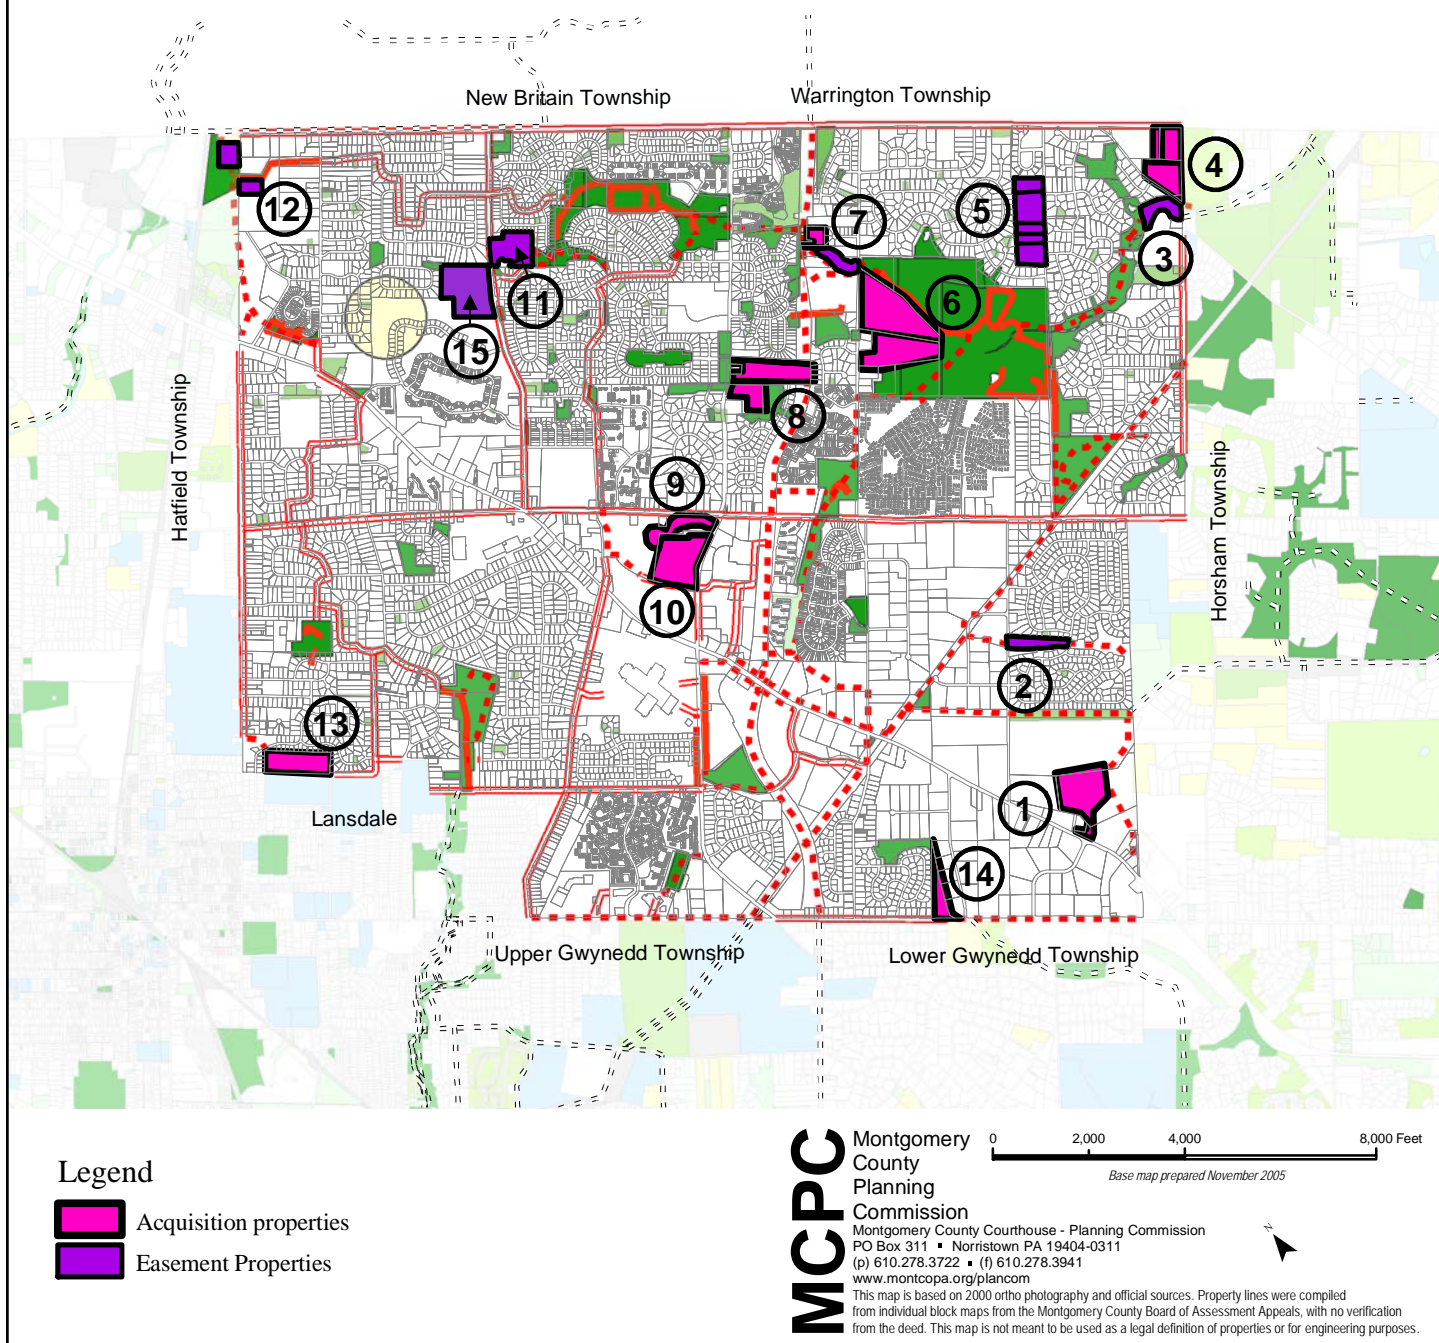 New Britain Township
Warrington Township
4
12
5
7
3
11
6
15
8
Hatfield Township
Horsham Township
9
10
2
13
1
Lansdale
14
Upper Gwynedd Township
Lower Gwynedd Township
Legend
Acquisition properties
Easement Properties
MCPC
Montgomery
County
Planning
Commission
0 2,000 4,000 8,000 Feet
Base map prepared November 2005
Montgomery County Courthouse - Planning Commission
PO Box 311 ▪ Norristown PA 19404-0311
(p) 610.278.3722 ▪ (f) 610.278.3941
www.montcopa.org/plancom
N
This map is based on 2000 ortho photography and official sources. Property lines were compiled
from individual block maps from the Montgomery County Board of Assessment Appeals, with no verification
from the deed. This map is not meant to be used as a legal definition of properties or for engineering purposes.